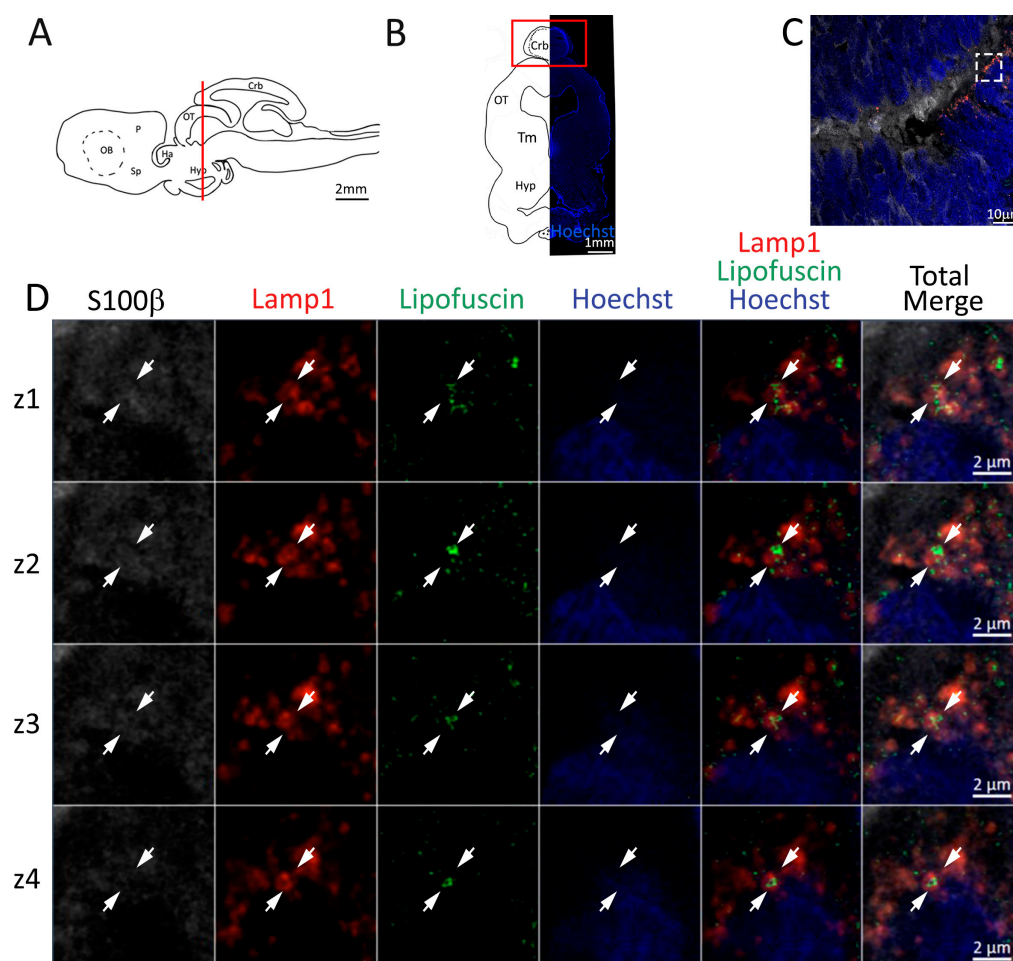 A
B
C
P
OB
Sp
Ha
OT
Crb
Hyp
2mm
Crb
OT
Tm
Hyp
Hoechst
1mm
10µm
D
S100β
Lamp1
Lipofuscin
Hoechst
Lamp1
Lipofuscin
Hoechst
Total
Merge
z1
2 µm
z2
2 µm
z3
2 µm
z4
2 µm